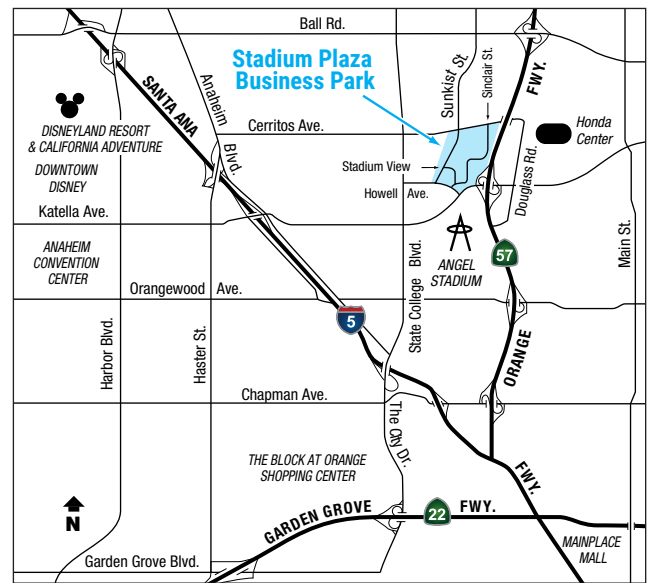 Ball Rd.
Stadium Plaza
Business Park
Sunkist St.
Sinclair St.
FWY.
SANTA ANA
Anaheim
Blvd.
Cerritos Ave.
Honda
Center
DISNEYLAND RESORT
& CALIFORNIA ADVENTURE
DOWNTOWN
DISNEY
Stadium View
Howell Ave.
Douglass Rd.
Katella Ave.
Main St.
ANAHEIM
CONVENTION
CENTER
ANGEL
STADIUM
57
Orangewood Ave.
State College Blvd.
5
Harbor Blvd.
Haster St.
ORANGE
Chapman Ave.
The City Dr.
THE BLOCK AT ORANGE
SHOPPING CENTER
FWY.
N
GARDEN GROVE
22
FWY.
MAINPLACE
MALL
Garden Grove Blvd.